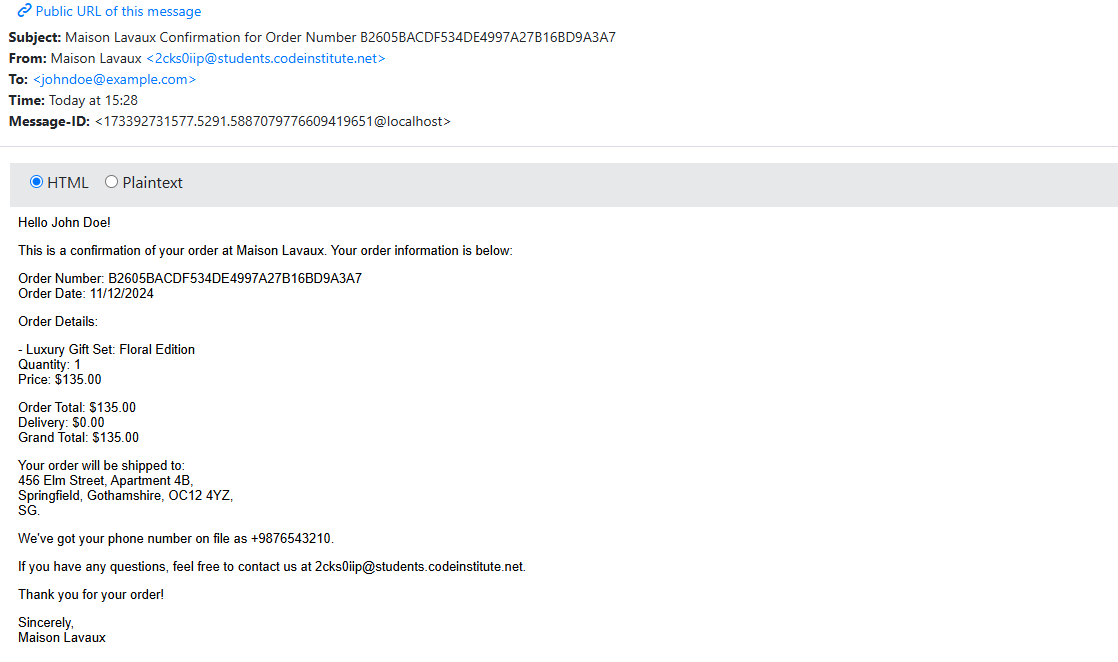 Public URL of this message
Subject: Maison Lavaux Confirmation for Order Number B2605BACDF534DE4997A27B16BD9A3A7
From: Maison Lavaux <2cks0iip@students.codeinstitute.net>
To: <johndoe@example.com>
Time: Today at 15:28
Message-ID: <173392731577.5291.5887079776609419651@localhost>
HTML Plaintext
Hello John Doe!
This is a confirmation of your order at Maison Lavaux. Your order information is below:
Order Number: B2605BACDF534DE4997A27B16BD9A3A7
Order Date: 11/12/2024
Order Details:
- Luxury Gift Set: Floral Edition
Quantity: 1
Price: $135.00
Order Total: $135.00
Delivery: $0.00
Grand Total: $135.00
Your order will be shipped to:
456 Elm Street, Apartment 4B,
Springfield, Gothamshire, OC12 4YZ,
SG.
We've got your phone number on file as +9876543210.
If you have any questions, feel free to contact us at 2cks0iip@students.codeinstitute.net.
Thank you for your order!
Sincerely,
Maison Lavaux